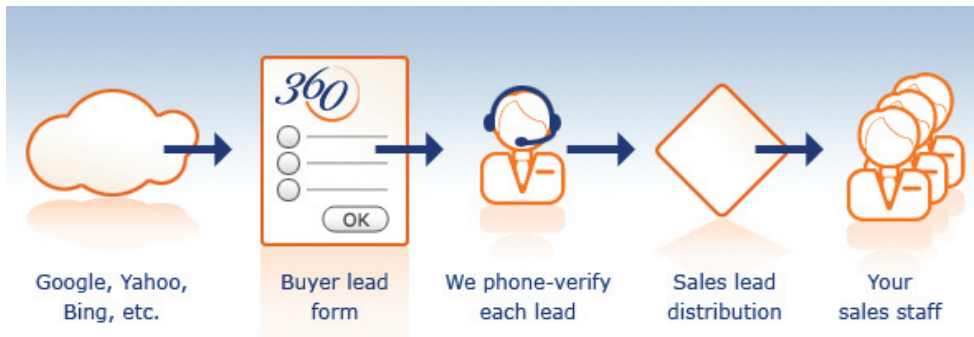 360
OK
Google, Yahoo,
Bing, etc.
Buyer lead
form
We phone-verify
each lead
Sales lead
distribution
Your
sales staff